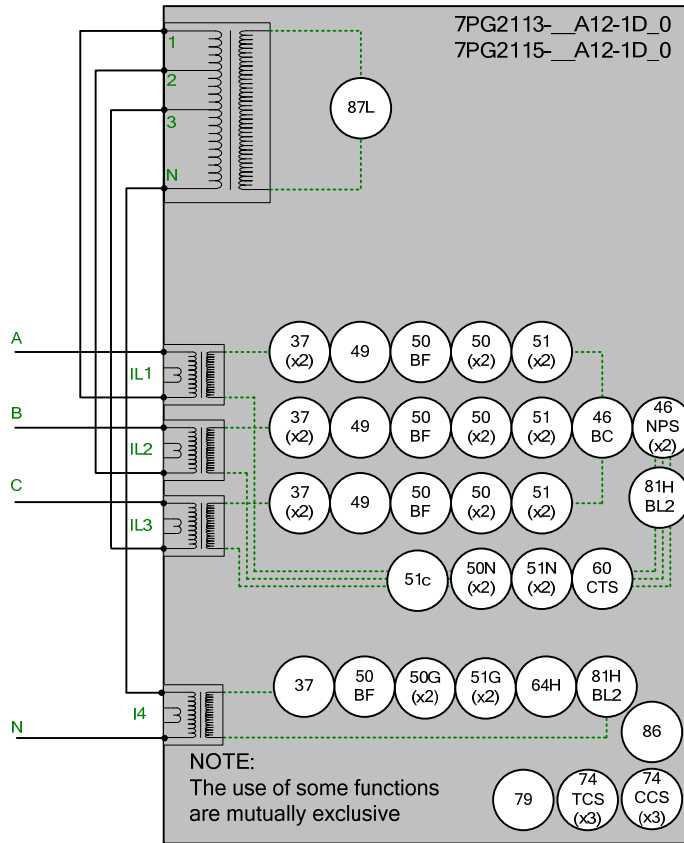 7PG2113-__A12-1D_0
7PG2115-__A12-1D_0
1
2
3
N
87L
A
IL1
37 (x2)
49
50 BF
50 (x2)
51 (x2)
B
IL2
37 (x2)
49
50 BF
50 (x2)
51 (x2)
46 BC
46 NPS (x2)
C
IL3
37 (x2)
49
50 BF
50 (x2)
51 (x2)
81H BL2
51c
50N (x2)
51N (x2)
60 CTS
I4
37
50 BF
50G (x2)
51G (x2)
64H
81H BL2
N
86
NOTE:
The use of some functions
are mutually exclusive
79
74 TCS (x3)
74 CCS (x3)